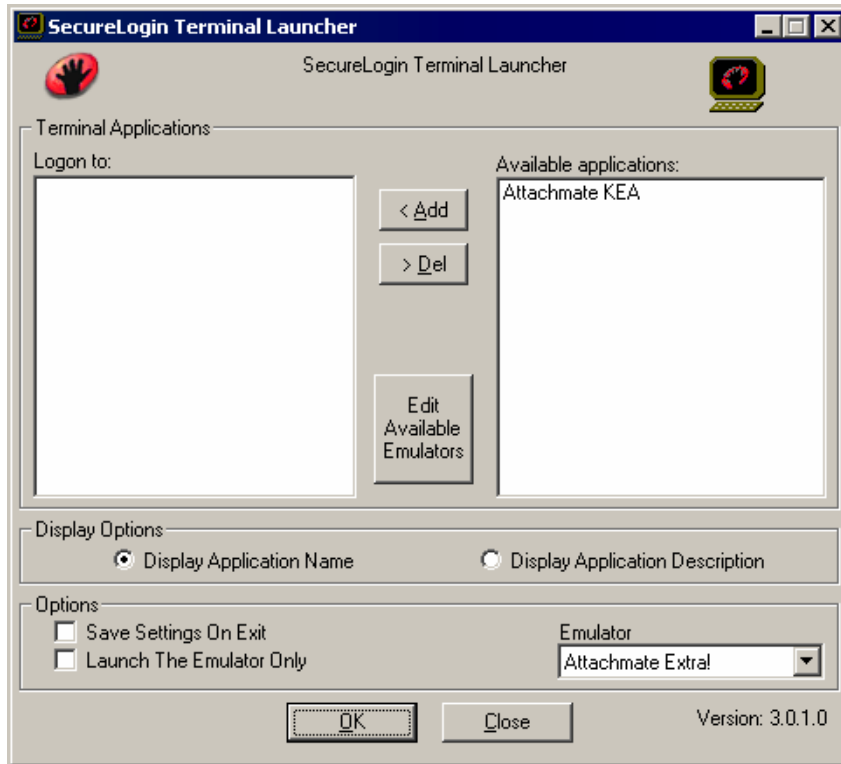 SecureLogin Terminal Launcher
SecureLogin Terminal Launcher
Terminal Applications
Logon to:
Available applications:
Attachmate KEA
< Add
> Del
Edit
Available
Emulators
Display Options
Display Application Name
Display Application Description
Options
Save Settings On Exit
Launch The Emulator Only
Emulator
Attachmate Extra!
OK
Close
Version: 3.0.1.0